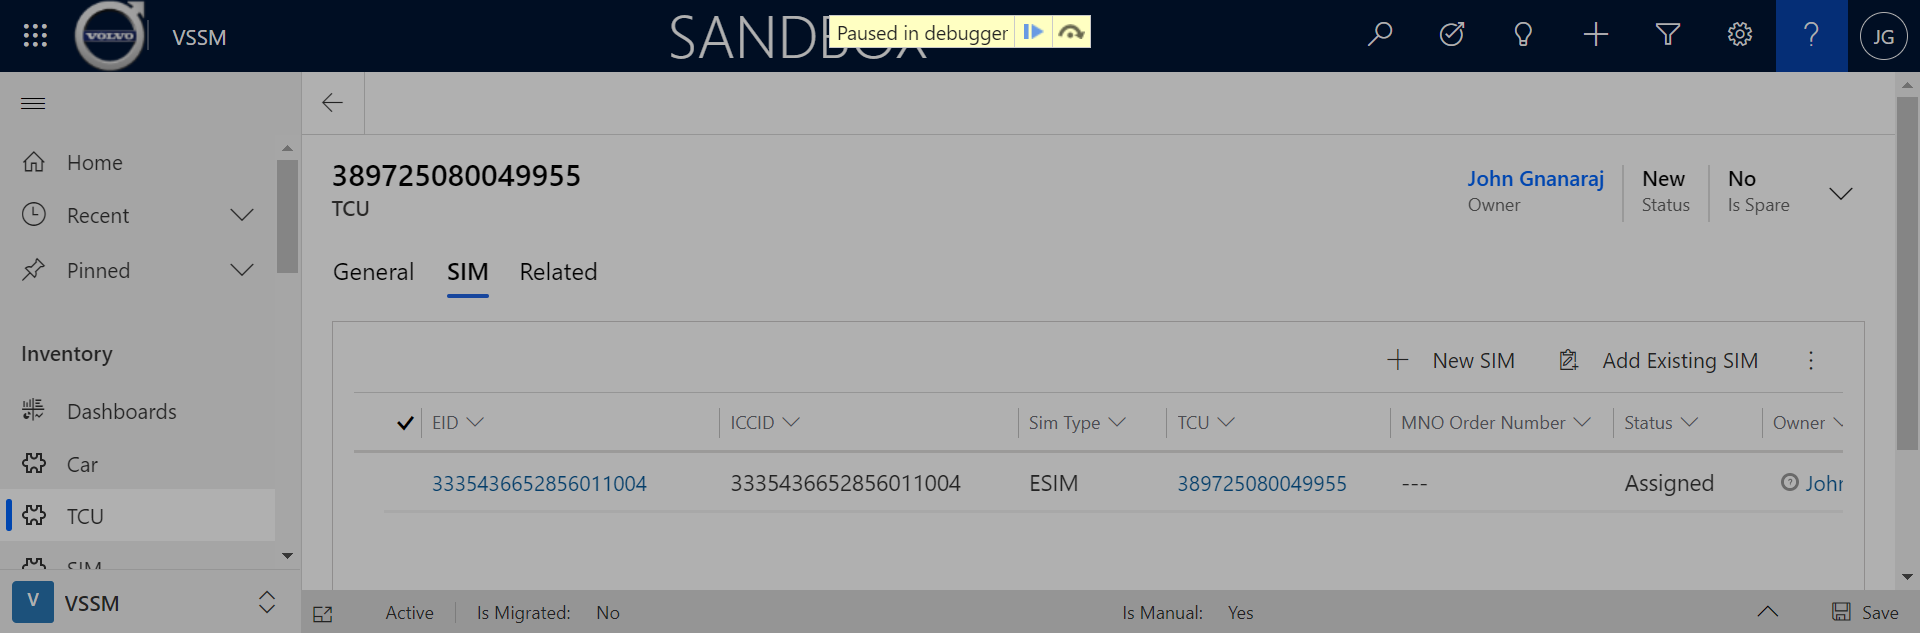 VOLVO
VSSM
SANDBOX
Paused in debugger
JG
Home
Recent
Pinned
Inventory
Dashboards
Car
TCU
SIM
V
VSSM
389725080049955
TCU
John Gnanaraj
Owner
New
Status
No
Is Spare
General
SIM
Related
New SIM
Add Existing SIM
EID
ICCID
Sim Type
TCU
MNO Order Number
Status
Owner
3335436652856011004
3335436652856011004
ESIM
389725080049955
---
Assigned
John
Active
Is Migrated:
No
Is Manual:
Yes
Save